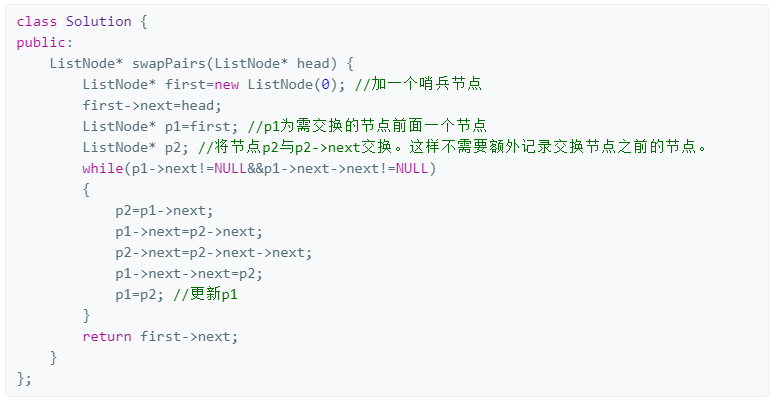 class Solution {
public:
    ListNode* swapPairs(ListNode* head) {
        ListNode* first=new ListNode(0); //加一个哨兵节点
        first->next=head;
        ListNode* p1=first; //p1为需交换的节点前面一个节点
        ListNode* p2; //将节点p2与p2->next交换。这样不需要额外记录交换节点之前的节点。
        while(p1->next!=NULL&&p1->next->next!=NULL)
        {
            p2=p1->next;
            p1->next=p2->next;
            p2->next=p2->next->next;
            p1->next->next=p2;
            p1=p2; //更新p1
        }
        return first->next;
    }
};